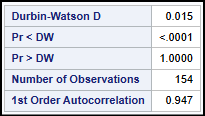 Durbin-Watson D 0.015
Pr < DW <.0001
Pr > DW 1.0000
Number of Observations 154
1st Order Autocorrelation 0.947